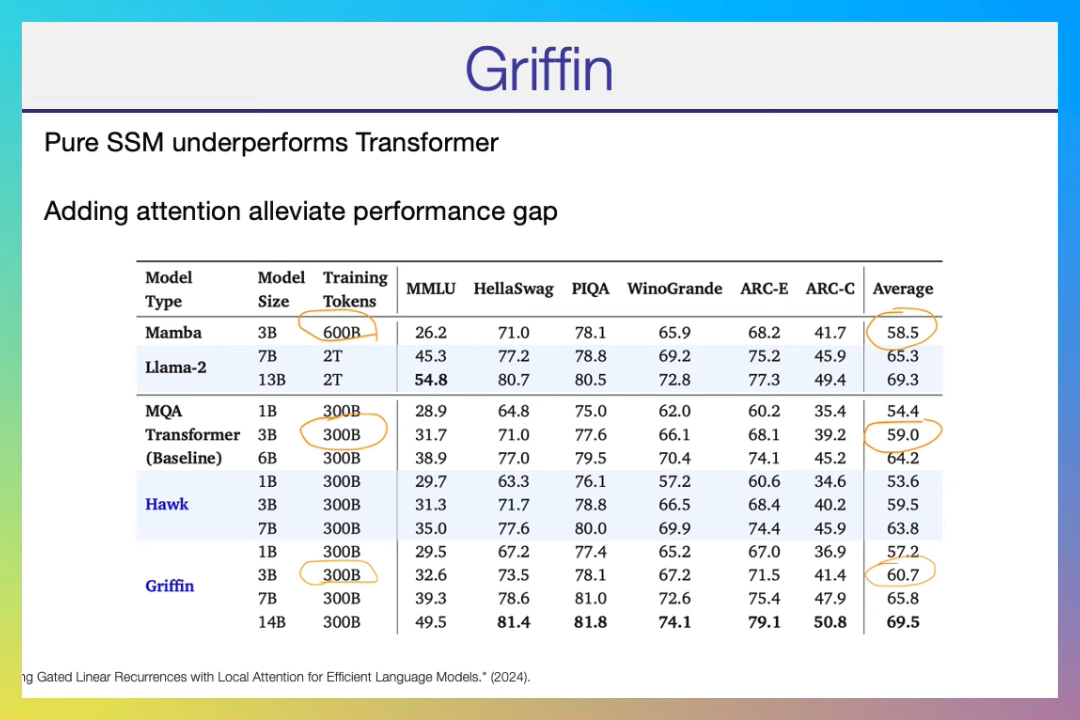 Griffin
Pure SSM underperforms Transformer
Adding attention alleviate performance gap
Model Type Model Size Training Tokens MMLU HellaSwag PIQA WinoGrande ARC-E ARC-C Average
Mamba 3B 600B 26.2 71.0 78.1 65.9 68.2 41.7 58.5
Llama-2 7B 2T 45.3 77.2 78.8 69.2 75.2 45.9 65.3
13B 2T 54.8 80.7 80.5 72.8 77.3 49.4 69.3
MQA 1B 300B 28.9 64.8 75.0 62.0 60.2 35.4 54.4
Transformer 3B 300B 31.7 71.0 77.6 66.1 68.1 39.2 59.0
(Baseline) 6B 300B 38.9 77.0 79.5 70.4 74.1 45.2 64.2
1B 300B 29.7 63.3 76.1 57.2 60.6 34.6 53.6
Hawk 3B 300B 31.3 71.7 78.8 66.5 68.4 40.2 59.5
7B 300B 35.0 77.6 80.0 69.9 74.4 45.9 63.8
1B 300B 29.5 67.2 77.4 65.2 67.0 36.9 57.2
Griffin 3B 300B 32.6 73.5 78.1 67.2 71.5 41.4 60.7
7B 300B 39.3 78.6 81.0 72.6 75.4 47.9 65.8
14B 300B 49.5 81.4 81.8 74.1 79.1 50.8 69.5
Gated Linear Recurrences with Local Attention for Efficient Language Models." (2024).